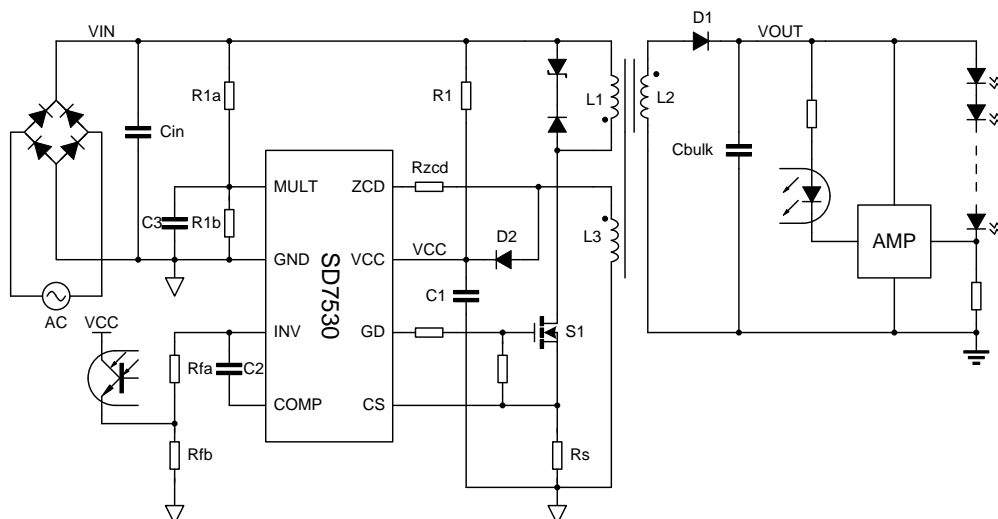 VIN
D1
VOUT
R1a
R1
L1
L2
Cin
Cbulk
Rzcd
MULT
ZCD
C3
R1b
L3
D2
VCC
AMP
GND
VCC
SD7530
C1
AC
VCC
INV
GD
S1
Rfa
C2
COMP
CS
Rfb
Rs